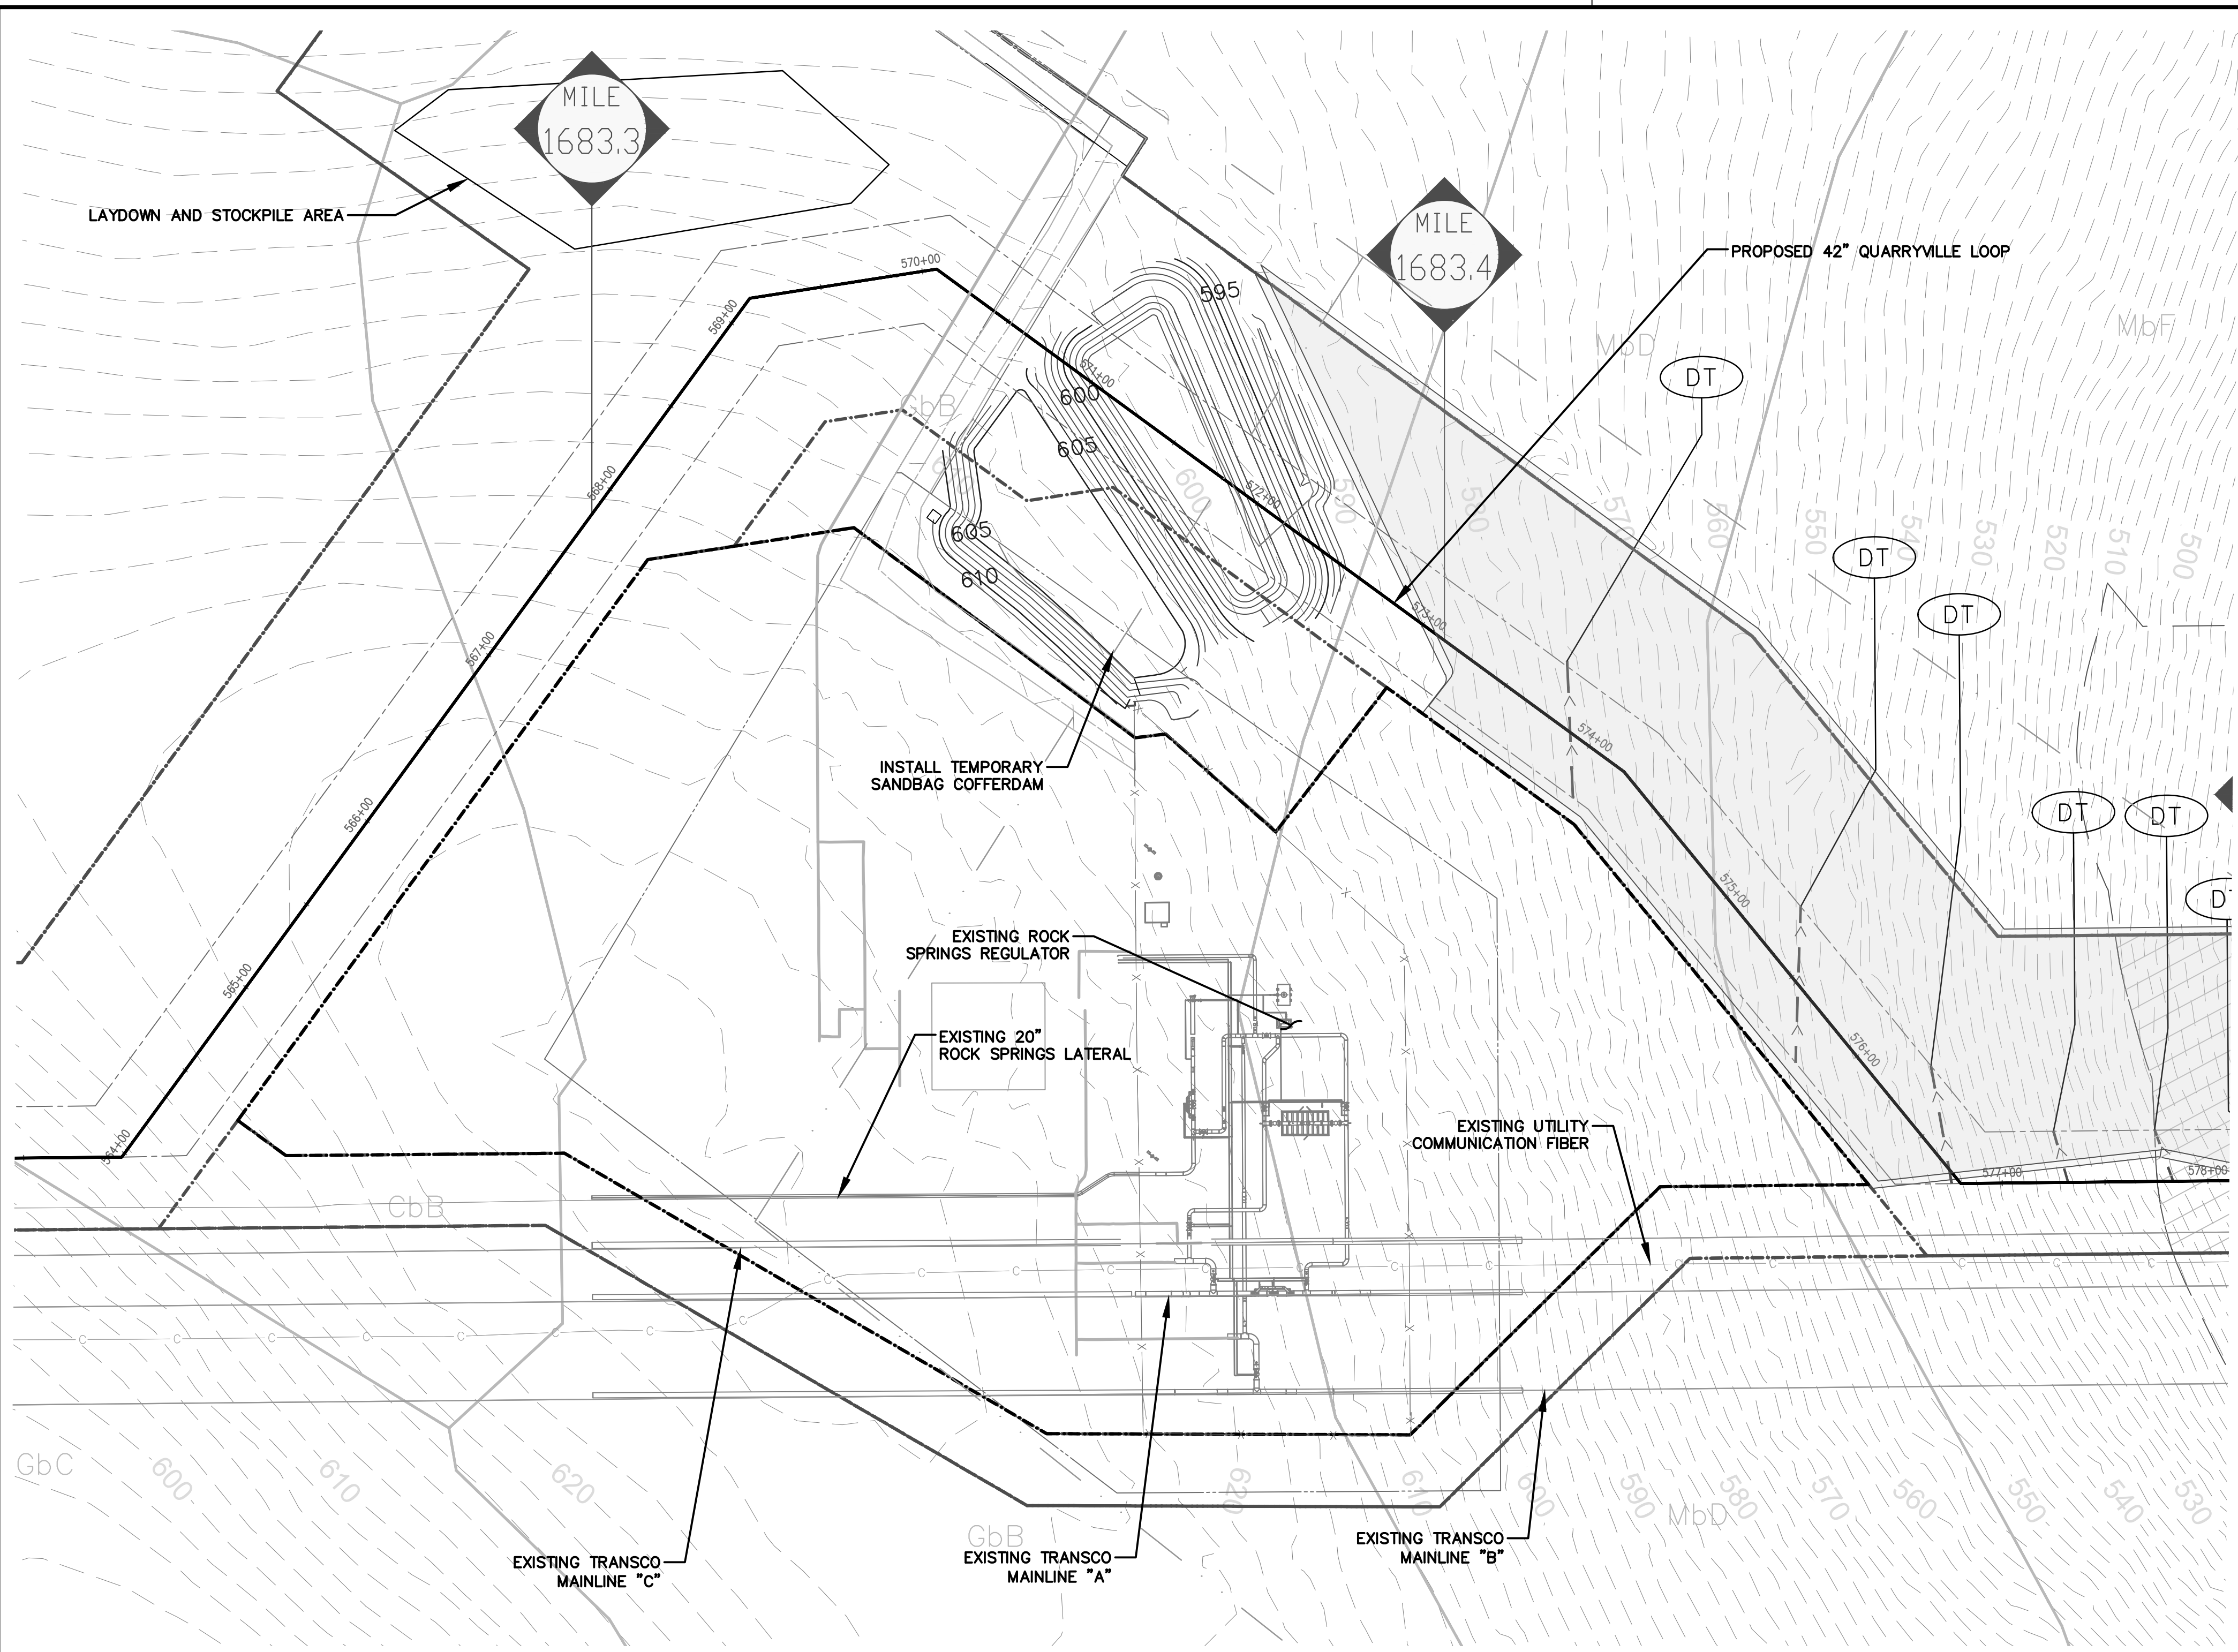 MILE
1683.3
LAYDOWN AND STOCKPILE AREA
MILE
1683.4
PROPOSED 42" QUARRYVILLE LOOP
570+00
569+00
595
MbD
MbF
DT
571+00
600
GbB
605
568+00
572+00
600
590
580
570
560
550
540
530
520
510
500
605
610
DT
DT
573+00
567+00
574+00
INSTALL TEMPORARY
SANDBAG COFFERDAM
566+00
DT
DT
575+00
EXISTING ROCK
SPRINGS REGULATOR
565+00
EXISTING 20"
ROCK SPRINGS LATERAL
576+00
EXISTING UTILITY
COMMUNICATION FIBER
564+00
577+00
578+00
GbB
GbC
600
610
620
620
610
600
590
580
570
560
550
540
530
GbB
MbD
EXISTING TRANSCO
MAINLINE "C"
EXISTING TRANSCO
MAINLINE "A"
EXISTING TRANSCO
MAINLINE "B"